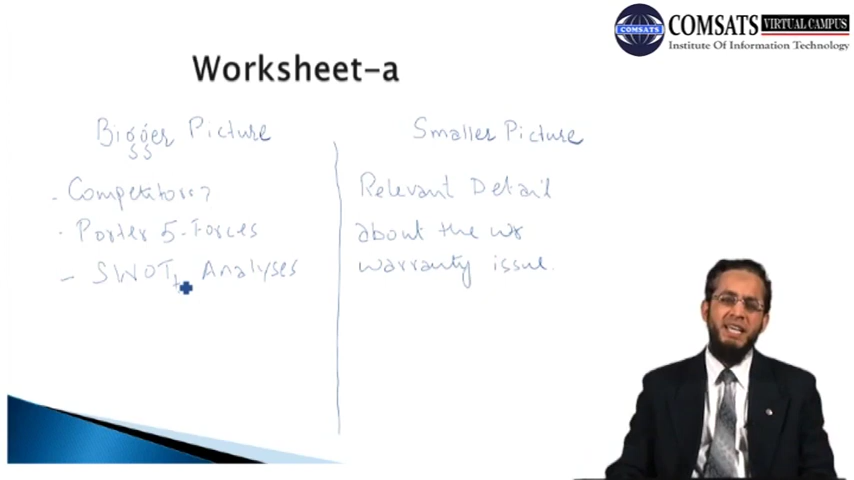 COMSATS VIRTUAL CAMPUS
COMSATS
Institute Of Information Technology
Worksheet-a
Bigger Picture
Smaller Picture
. Competitors?
. Porter 5-Forces
- SWOT Analyses
Relevant Detail
about the wr
warranty issue.